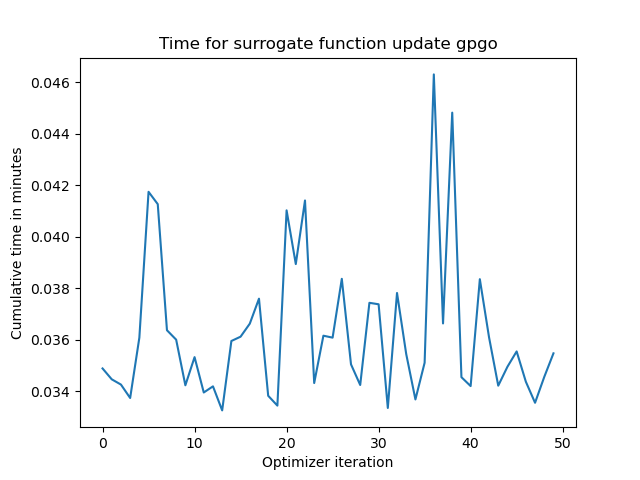 Time for surrogate function update gpgo
Cumulative time in minutes
0.046
0.044
0.042
0.040
0.038
0.036
0.034
0 10 20 30 40 50
Optimizer iteration